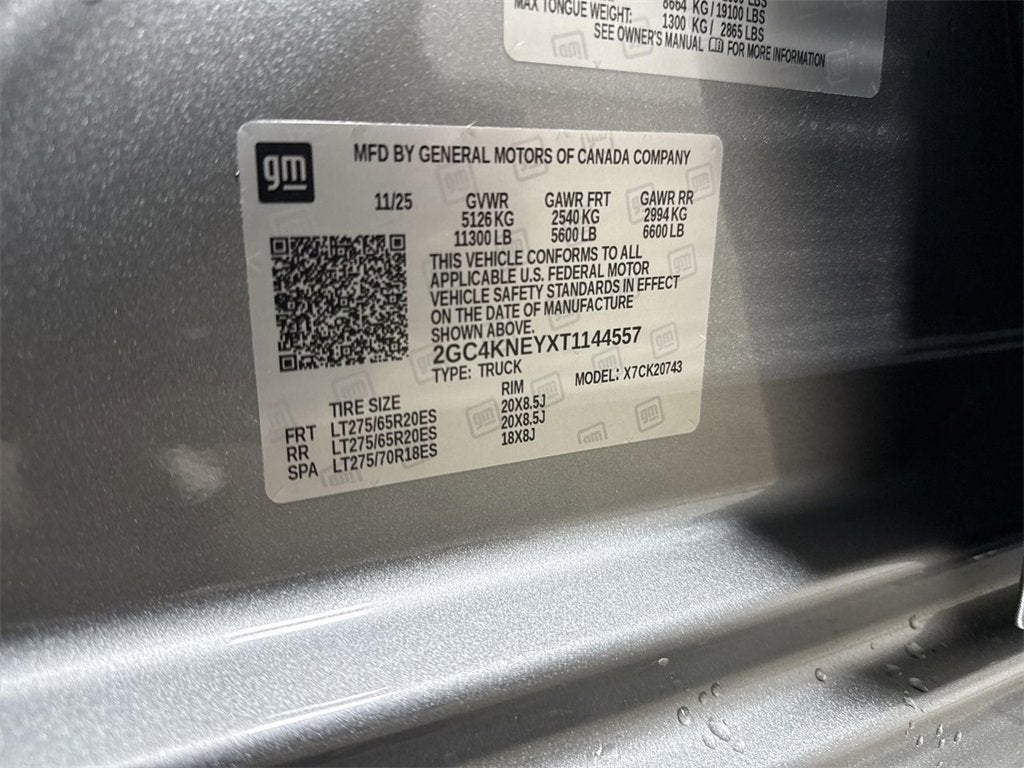 8664 KG / 19100 LBS
MAX TONGUE WEIGHT: 1300 KG / 2865 LBS
SEE OWNER'S MANUAL FOR MORE INFORMATION
gm
MFD BY GENERAL MOTORS OF CANADA COMPANY
11/25 GVWR GAWR FRT GAWR RR
5126 KG 2540 KG 2994 KG
11300 LB 5600 LB 6600 LB
THIS VEHICLE CONFORMS TO ALL
APPLICABLE U.S. FEDERAL MOTOR
VEHICLE SAFETY STANDARDS IN EFFECT
ON THE DATE OF MANUFACTURE
SHOWN ABOVE.
2GC4KNEYXT1144557
TYPE: TRUCK MODEL: X7CK20743
TIRE SIZE RIM
FRT LT275/65R20ES 20X8.5J
RR LT275/65R20ES 20X8.5J
SPA LT275/70R18ES 18X8J